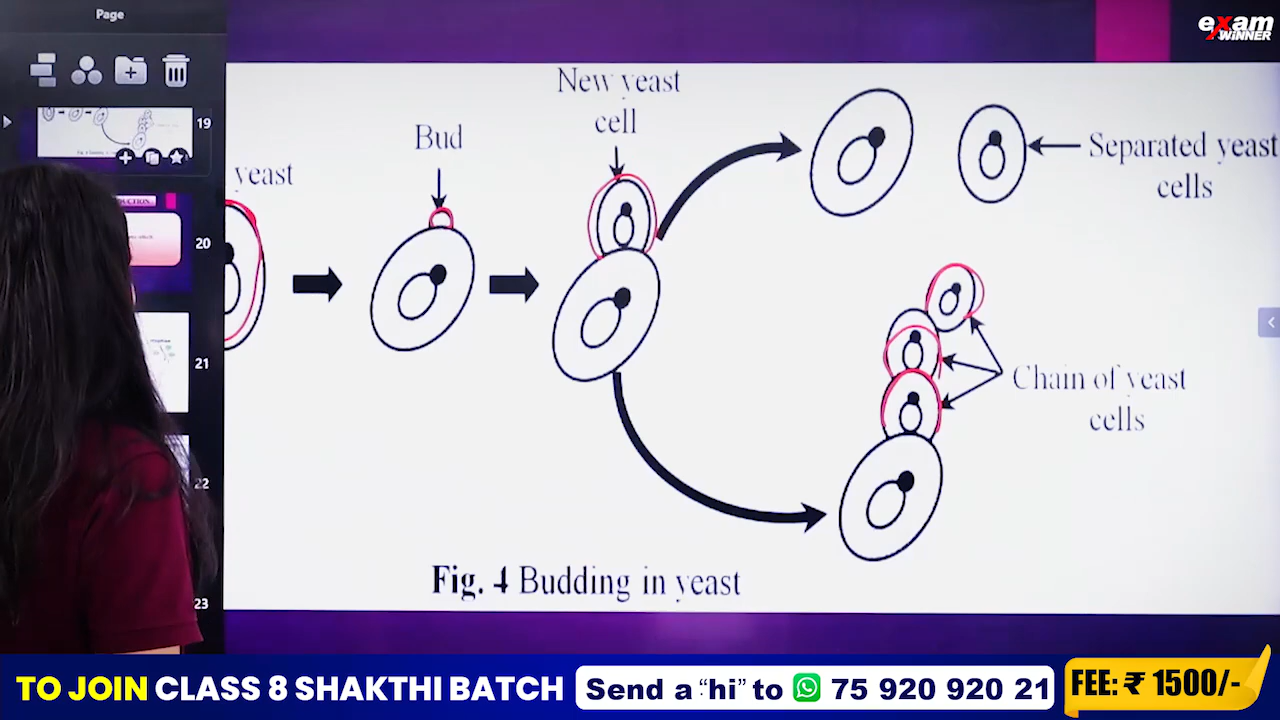 Page
exam
WINNER
19
20
21
22
23
yeast
Bud
New yeast
cell
Separated yeast
cells
Chain of yeast
cells
Fig. 4 Budding in yeast
TO JOIN CLASS 8 SHAKTHI BATCH
Send a “hi” to 75 920 920 21
FEE: ₹ 1500/-